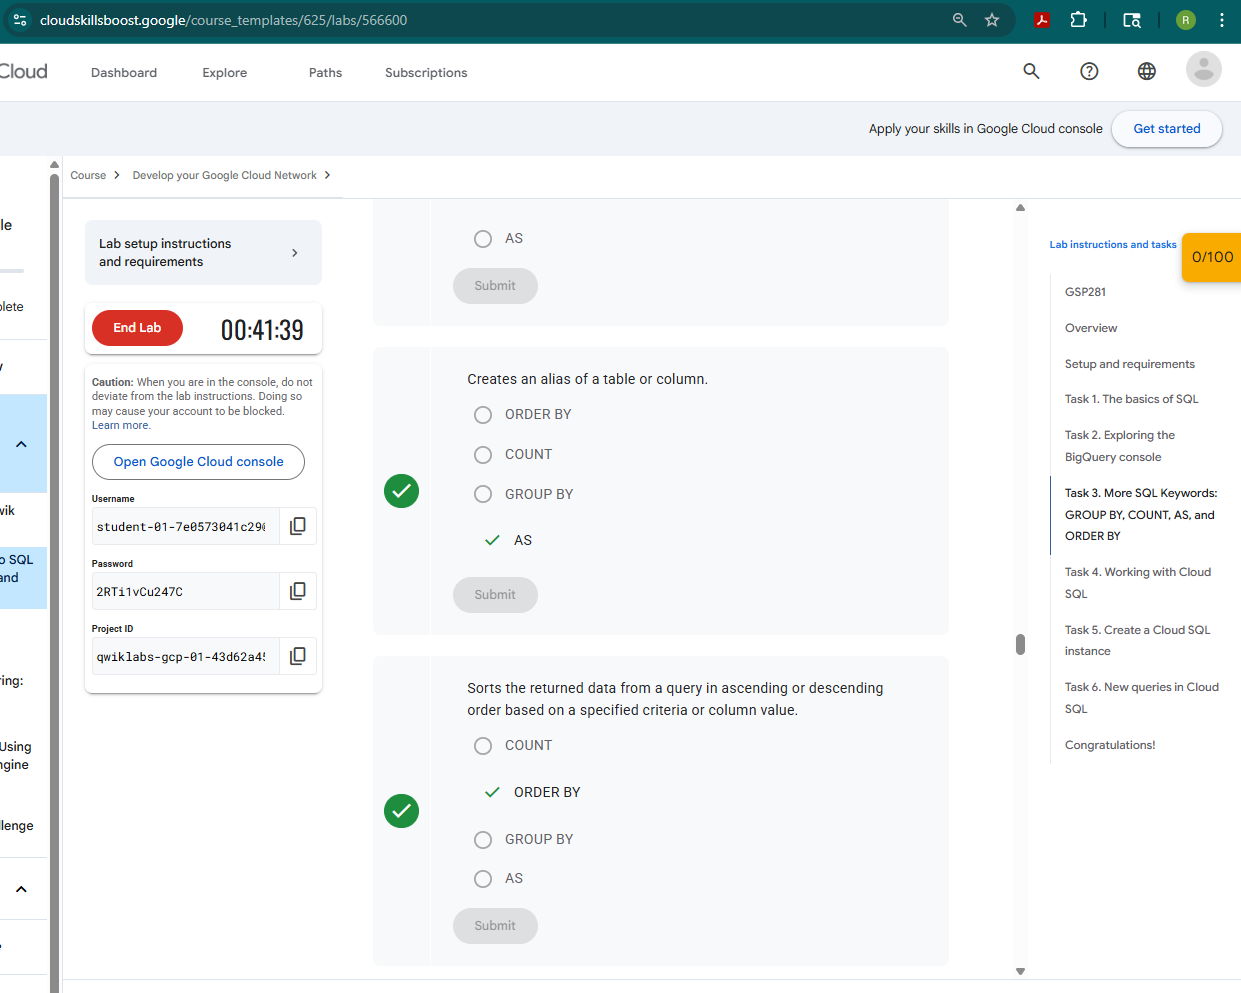 cloudskillsboost.google/course_templates/625/labs/566600
R
Cloud
Dashboard
Explore
Paths
Subscriptions
Apply your skills in Google Cloud console
Get started
Course
Develop your Google Cloud Network
le
lete
y
wik
o SQL
and
ring:
Using
ngine
llenge
Lab setup instructions
and requirements
End Lab
00:41:39
Caution: When you are in the console, do not
deviate from the lab instructions. Doing so
may cause your account to be blocked.
Learn more.
Open Google Cloud console
Username
student-01-7e0573041c29
Password
2RTi1vCu247C
Project ID
qwiklabs-gcp-01-43d62a4
AS
Submit
Creates an alias of a table or column.
ORDER BY
COUNT
GROUP BY
AS
Submit
Sorts the returned data from a query in ascending or descending
order based on a specified criteria or column value.
COUNT
ORDER BY
GROUP BY
AS
Submit
Lab instructions and tasks
0/100
GSP281
Overview
Setup and requirements
Task 1. The basics of SQL
Task 2. Exploring the
BigQuery console
Task 3. More SQL Keywords:
GROUP BY, COUNT, AS, and
ORDER BY
Task 4. Working with Cloud
SQL
Task 5. Create a Cloud SQL
instance
Task 6. New queries in Cloud
SQL
Congratulations!